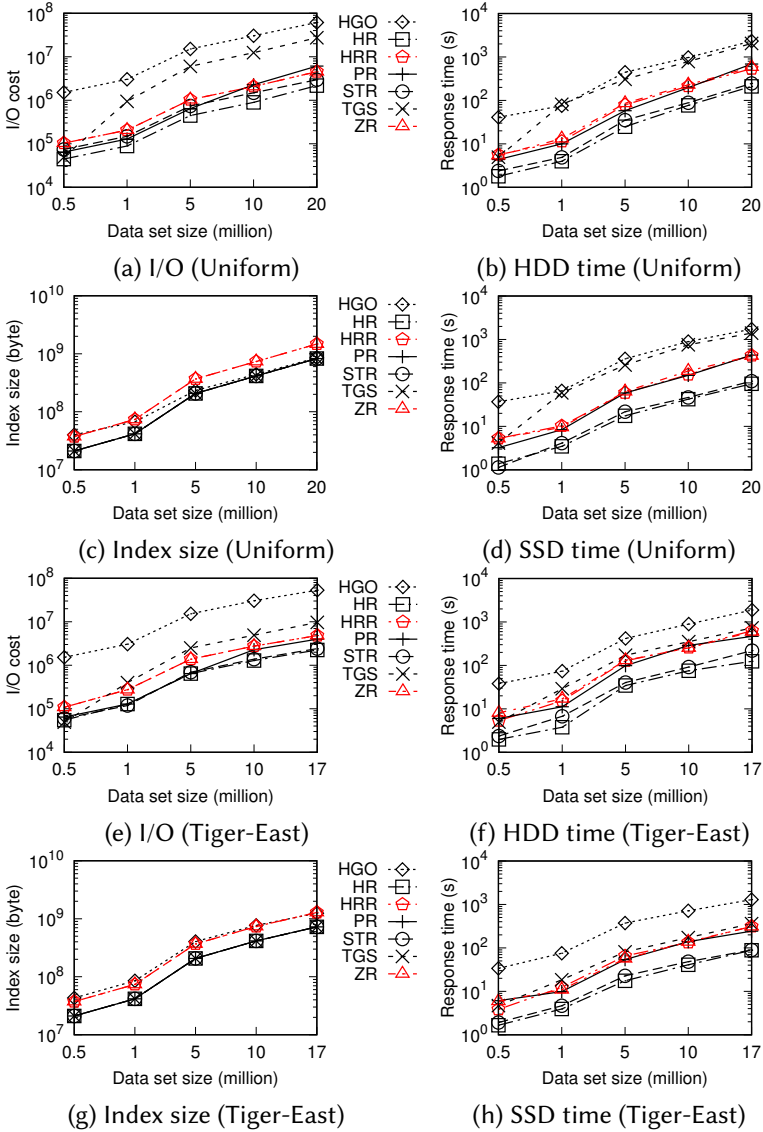 10^8
10^7
10^6
10^5
10^4
I/O cost
0.5 1 5 10 20
Data set size (million)
(a) I/O (Uniform)
HGO
HR
HRR
PR
STR
TGS
ZR
10^4
10^3
10^2
10^1
10^0
Response time (s)
0.5 1 5 10 20
Data set size (million)
(b) HDD time (Uniform)
10^10
10^9
10^8
10^7
Index size (byte)
0.5 1 5 10 20
Data set size (million)
(c) Index size (Uniform)
HGO
HR
HRR
PR
STR
TGS
ZR
10^4
10^3
10^2
10^1
10^0
Response time (s)
0.5 1 5 10 20
Data set size (million)
(d) SSD time (Uniform)
10^8
10^7
10^6
10^5
10^4
I/O cost
0.5 1 5 10 17
Data set size (million)
(e) I/O (Tiger-East)
HGO
HR
HRR
PR
STR
TGS
ZR
10^4
10^3
10^2
10^1
10^0
Response time (s)
0.5 1 5 10 17
Data set size (million)
(f) HDD time (Tiger-East)
10^10
10^9
10^8
10^7
Index size (byte)
0.5 1 5 10 17
Data set size (million)
(g) Index size (Tiger-East)
HGO
HR
HRR
PR
STR
TGS
ZR
10^4
10^3
10^2
10^1
10^0
Response time (s)
0.5 1 5 10 17
Data set size (million)
(h) SSD time (Tiger-East)